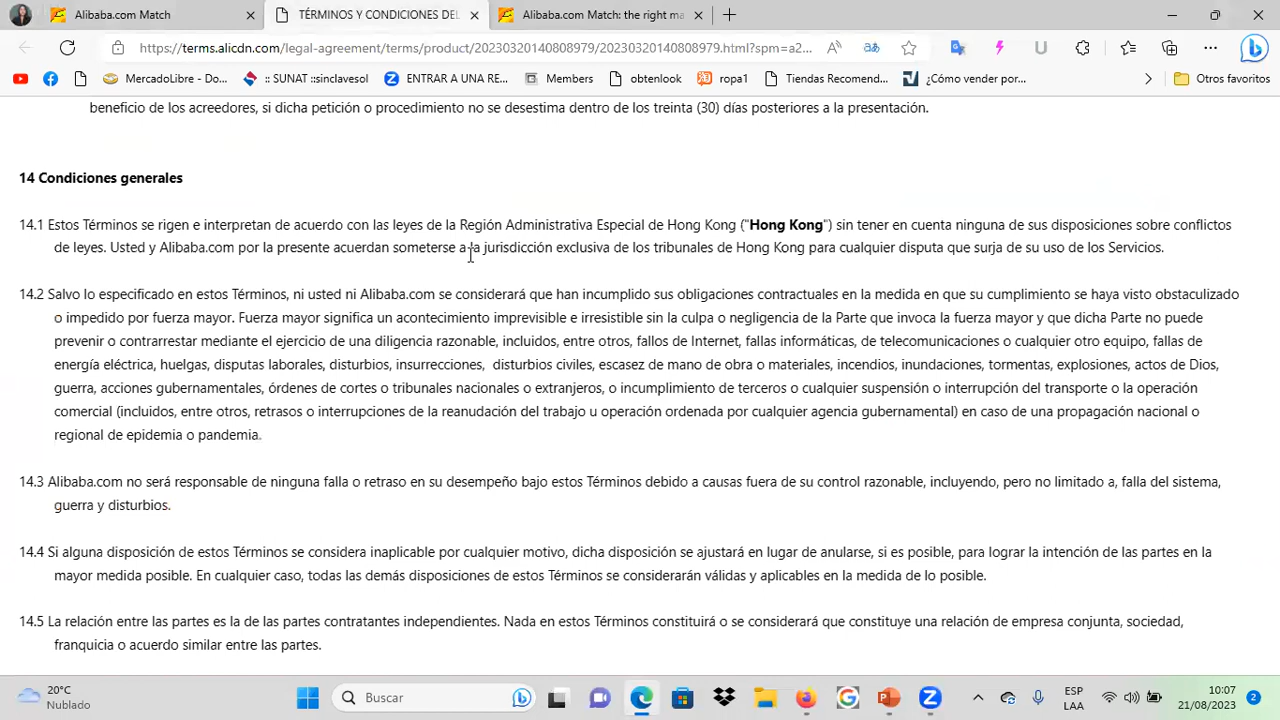 Alibaba.com Match
TÉRMINOS Y CONDICIONES DEL
Alibaba.com Match: the right ma
https://terms.alicdn.com/legal-agreement/terms/product/20230320140808979/20230320140808979.html?spm=a2...
MercadoLibre - Do...
:: SUNAT ::sinclavesol
ENTRAR A UNA RE...
Members
obtenlook
ropa1
Tiendas Recomend...
¿Cómo vender por...
Otros favoritos
beneficio de los acreedores, si dicha petición o procedimiento no se desestima dentro de los treinta (30) días posteriores a la presentación.
14 Condiciones generales
14.1 Estos Términos se rigen e interpretan de acuerdo con las leyes de la Región Administrativa Especial de Hong Kong ("Hong Kong") sin tener en cuenta ninguna de sus disposiciones sobre conflictos
de leyes. Usted y Alibaba.com por la presente acuerdan someterse a la jurisdicción exclusiva de los tribunales de Hong Kong para cualquier disputa que surja de su uso de los Servicios.
14.2 Salvo lo especificado en estos Términos, ni usted ni Alibaba.com se considerará que han incumplido sus obligaciones contractuales en la medida en que su cumplimiento se haya visto obstaculizado
o impedido por fuerza mayor. Fuerza mayor significa un acontecimiento imprevisible e irresistible sin la culpa o negligencia de la Parte que invoca la fuerza mayor y que dicha Parte no puede
prevenir o contrarrestar mediante el ejercicio de una diligencia razonable, incluidos, entre otros, fallos de Internet, fallas informáticas, de telecomunicaciones o cualquier otro equipo, fallas de
energía eléctrica, huelgas, disputas laborales, disturbios, insurrecciones, disturbios civiles, escasez de mano de obra o materiales, incendios, inundaciones, tormentas, explosiones, actos de Dios,
guerra, acciones gubernamentales, órdenes de cortes o tribunales nacionales o extranjeros, o incumplimiento de terceros o cualquier suspensión o interrupción del transporte o la operación
comercial (incluidos, entre otros, retrasos o interrupciones de la reanudación del trabajo u operación ordenada por cualquier agencia gubernamental) en caso de una propagación nacional o
regional de epidemia o pandemia.
14.3 Alibaba.com no será responsable de ninguna falla o retraso en su desempeño bajo estos Términos debido a causas fuera de su control razonable, incluyendo, pero no limitado a, falla del sistema,
guerra y disturbios.
14.4 Si alguna disposición de estos Términos se considera inaplicable por cualquier motivo, dicha disposición se ajustará en lugar de anularse, si es posible, para lograr la intención de las partes en la
mayor medida posible. En cualquier caso, todas las demás disposiciones de estos Términos se considerarán válidas y aplicables en la medida de lo posible.
14.5 La relación entre las partes es la de las partes contratantes independientes. Nada en estos Términos constituirá o se considerará que constituye una relación de empresa conjunta, sociedad,
franquicia o acuerdo similar entre las partes.
20°C
Nublado
Buscar
ESP
LAA
10:07
21/08/2023
2